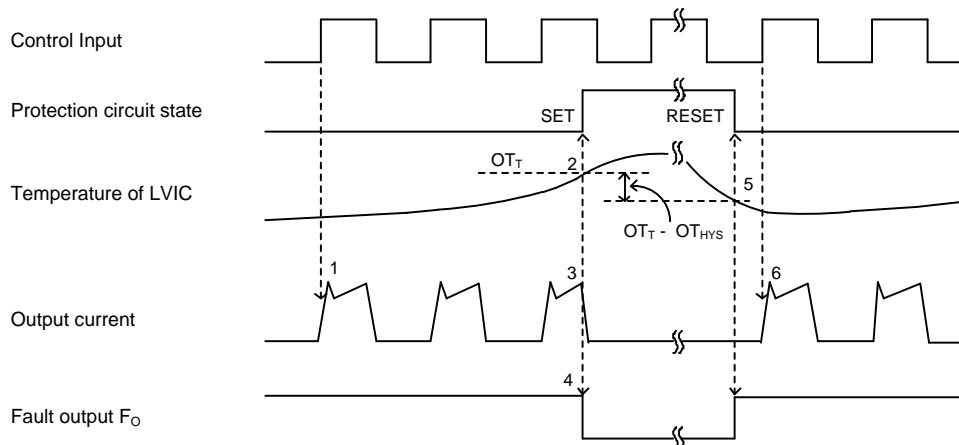 Control Input
Protection circuit state
SET
RESET
OT_T
2
5
Temperature of LVIC
OT_T - OT_HYS
1
3
6
Output current
4
Fault output F_O